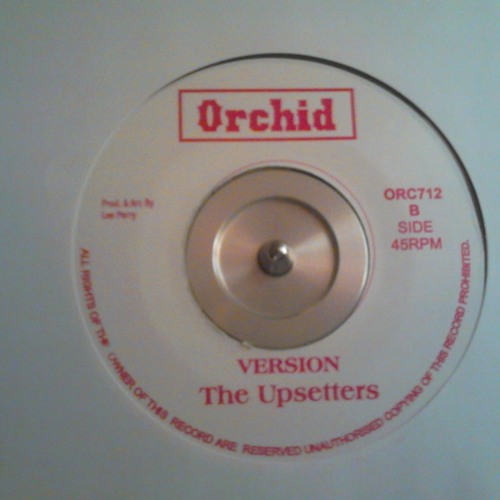 Orchid
Prod. & Arr. By
Lee Perry
ORC712
B
SIDE
45RPM
VERSION
The Upsetters
ALL RIGHTS OF THE OWNER OF THIS RECORD ARE RESERVED UNAUTHORISED COPYING OF THIS RECORD PROHIBITED.